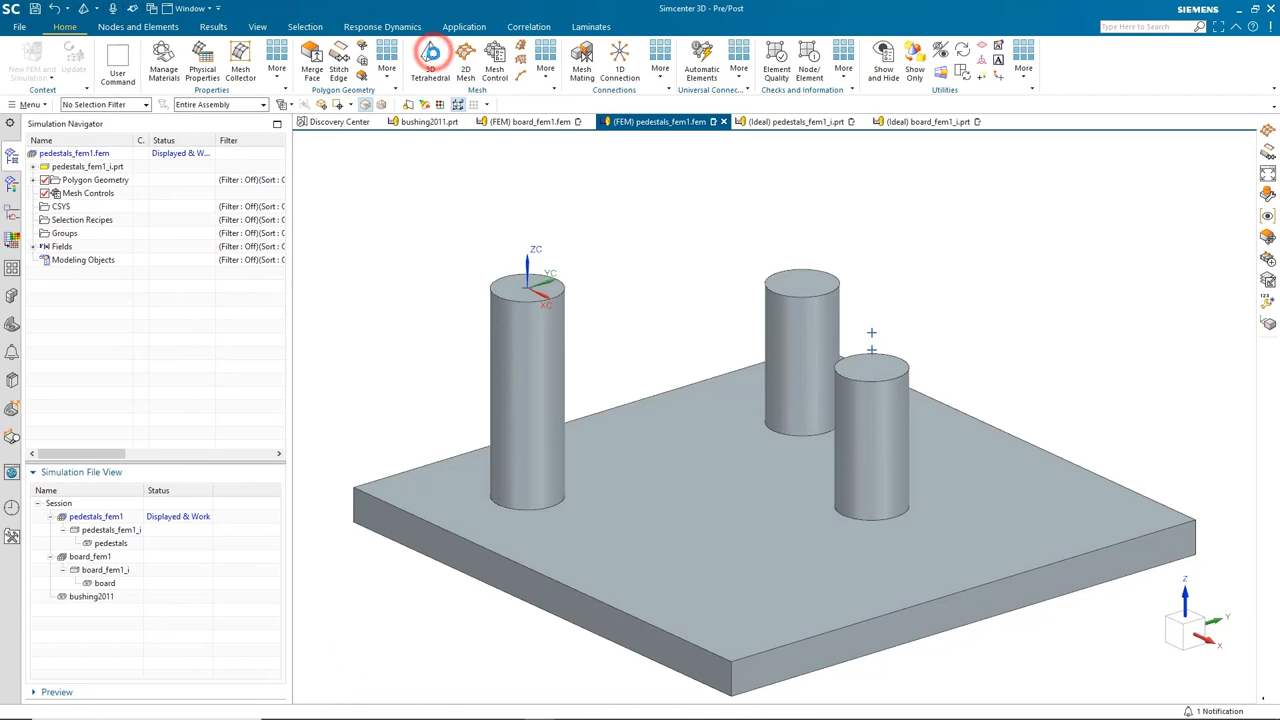 SC Window Simcenter 3D - Pre/Post SIEMENS
File Home Nodes and Elements Results View Selection Response Dynamics Application Correlation Laminates Type Here to Search
New FEM and Simulation Update User Command Manage Materials Physical Properties Mesh Collector More Merge Face Stitch Edge More 3D Tetrahedral 2D Mesh Mesh Control More Mesh Mating 1D Connection More Automatic Elements More Element Quality Node/ Element More Show and Hide Show Only More
Context Properties Polygon Geometry Mesh Connections Universal Connec... Checks and Information Utilities
Menu No Selection Filter Entire Assembly
Simulation Navigator Discovery Center bushing2011.prt (FEM) board_fem1.fem (FEM) pedestals_fem1.fem (Ideal) pedestals_fem1_i.prt (Ideal) board_fem1_i.prt
Name C. Status Filter
pedestals_fem1.fem Displayed & W...
pedestals_fem1_i.prt
Polygon Geometry (Filter : Off)(Sort : C
Mesh Controls (Filter : Off)(Sort : C
CSYS (Filter : Off)(Sort : C
Selection Recipes (Filter : Off)(Sort : C
Groups (Filter : Off)(Sort : C
Fields (Filter : Off)(Sort : C
Modeling Objects (Filter : Off)(Sort : C
ZC
YC
XC
Simulation File View
Name Status
Session
pedestals_fem1 Displayed & Work
pedestals_fem1_i
pedestals
board_fem1
board_fem1_i
board
bushing2011
Z
Y
X
Preview
1 Notification